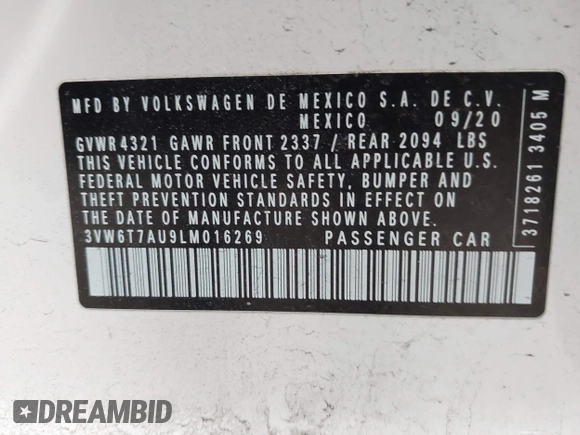 MFD BY VOLKSWAGEN DE MEXICO S.A. DE C.V.
MEXICO 09/20
GVWR 4321 GAWR FRONT 2337 / REAR 2094 LBS
THIS VEHICLE CONFORMS TO ALL APPLICABLE U.S.
FEDERAL MOTOR VEHICLE SAFETY, BUMPER AND
THEFT PREVENTION STANDARDS IN EFFECT ON
THE DATE OF MANUFACTURE SHOWN ABOVE
3VW6T7AU9LM016269 PASSENGER CAR
3718261 3405 M
DREAMBID